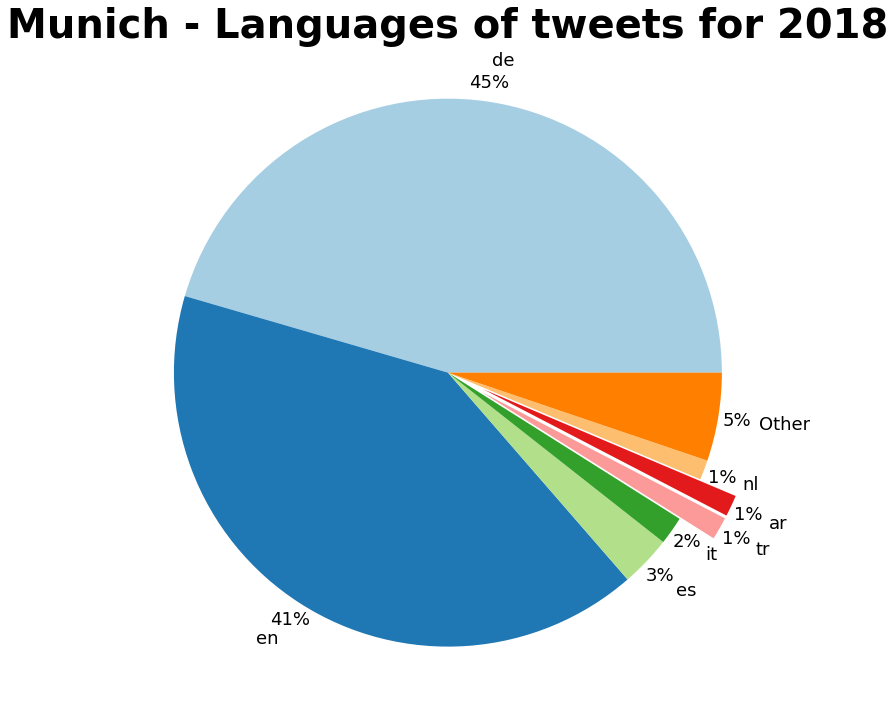 Munich - Languages of tweets for 2018
de
45%
5% Other
1% nl
1% ar
1% tr
2% it
3% es
41%
en